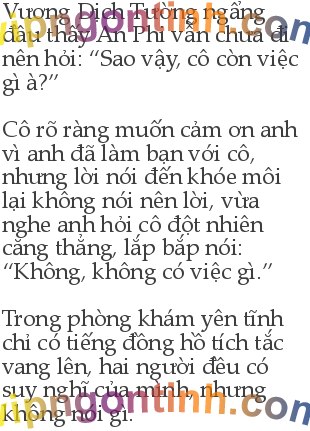 Vương Dịch Tường ngẩng
đầu thấy An Phi vẫn chưa đi
nên hỏi: “Sao vậy, cô còn việc
gì à?”
Cô rõ ràng muốn cảm ơn anh
vì anh đã làm bạn với cô,
nhưng lời nói đến khóe môi
lại không nói nên lời, vừa
nghe anh hỏi cô đột nhiên
căng thẳng, lắp bắp nói:
“Không, không có việc gì.”
Trong phòng khám yên tĩnh
chỉ có tiếng đồng hồ tích tắc
vang lên, hai người đều có
suy nghĩ của mình, nhưng
không nói gì.
vipngontinh.com
vipngontinh.com